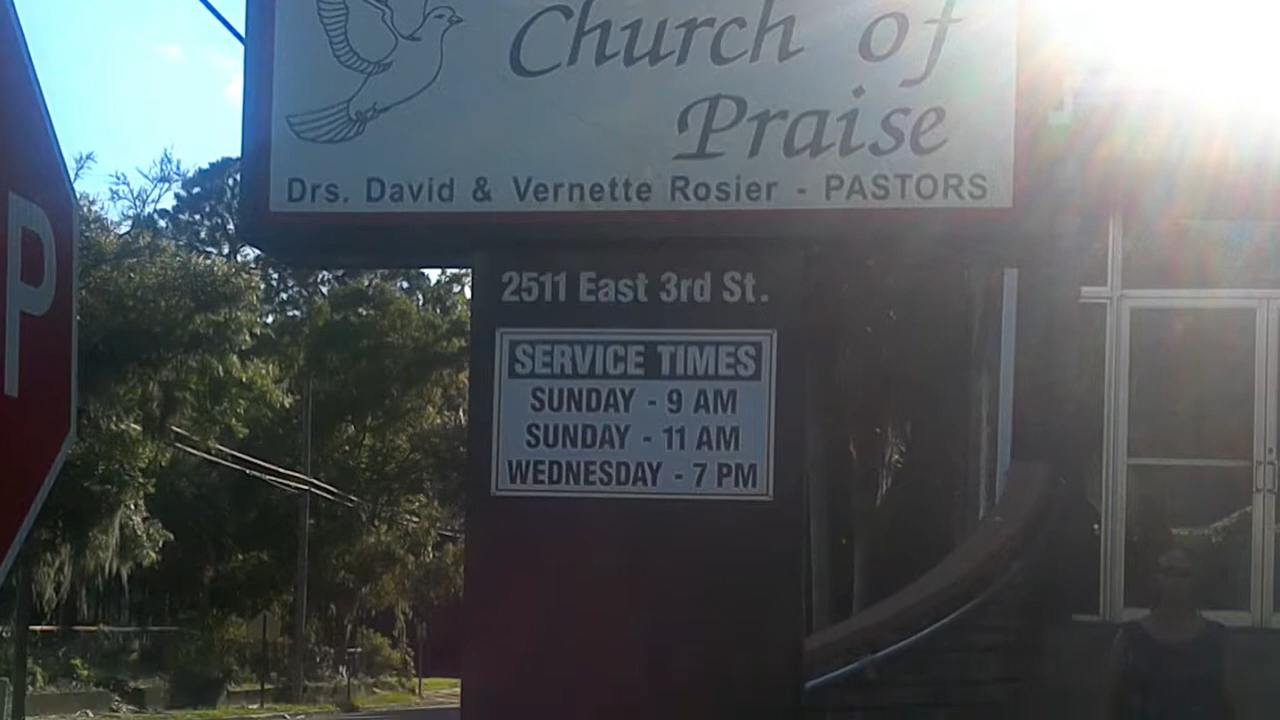 Church of
Praise
Drs. David & Vernette Rosier - PASTORS
2511 East 3rd St.
SERVICE TIMES
SUNDAY - 9 AM
SUNDAY - 11 AM
WEDNESDAY - 7 PM
P